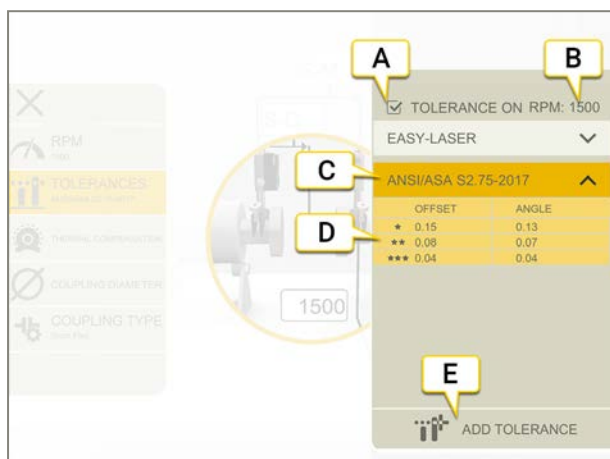 A
B
TOLERANCE ON RPM: 1500
EASY-LASER
C
ANSI/ASA S2.75-2017
OFFSET ANGLE
D
★ 0.15 0.13
★★ 0.08 0.07
★★★ 0.04 0.04
E
ADD TOLERANCE
RPM
TOLERANCES
THERMAL COMPENSATION
COUPLING DIAMETER
COUPLING TYPE
S-C
1500